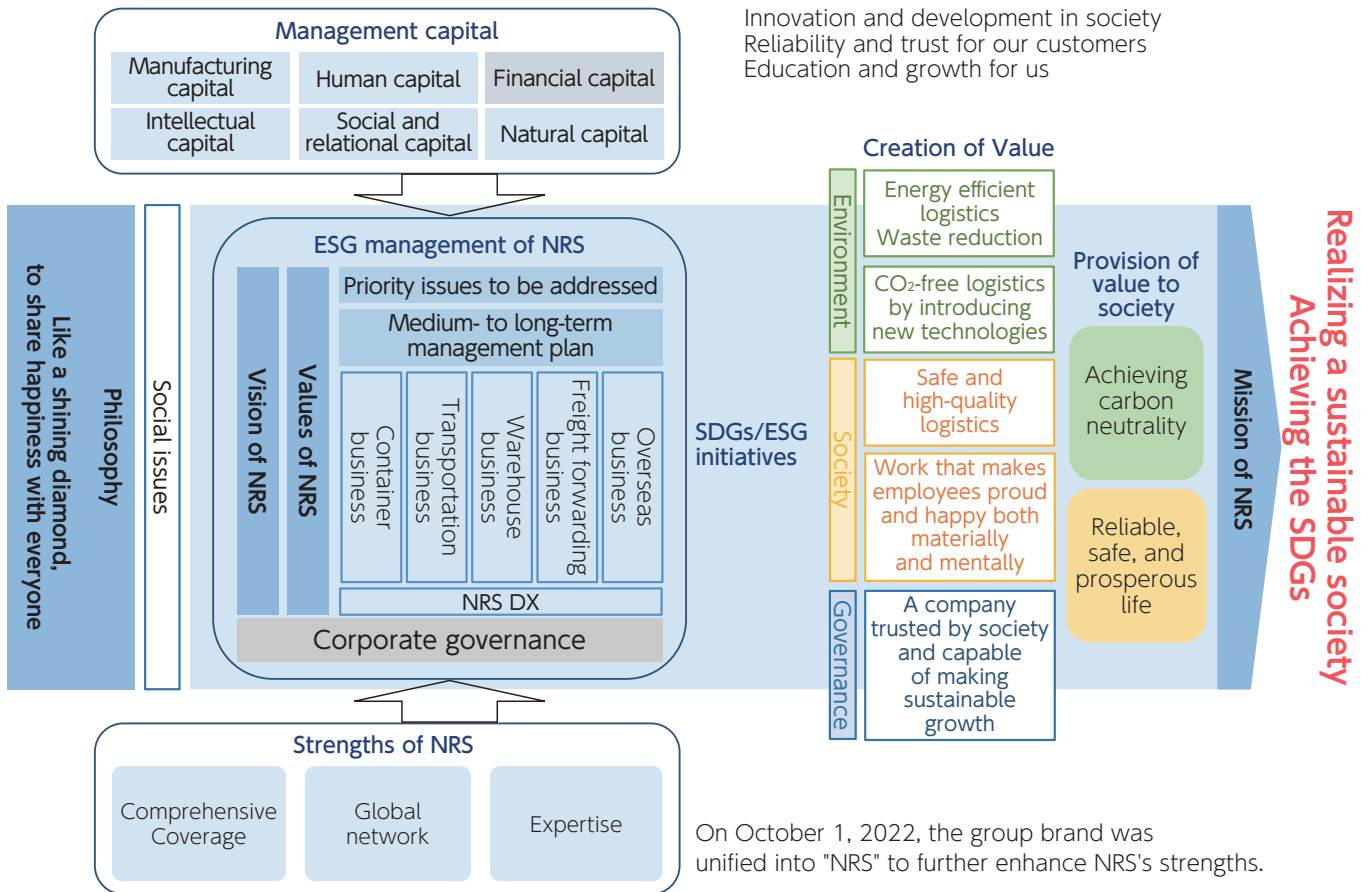 Management capital
Manufacturing
capital
Human capital
Financial capital
Intellectual
capital
Social and
relational capital
Natural capital
Innovation and development in society
Reliability and trust for our customers
Education and growth for us
Philosophy
Like a shining diamond,
to share happiness with everyone
Social issues
ESG management of NRS
Vision of NRS
Values of NRS
Priority issues to be addressed
Medium- to long-term
management plan
Container
business
Transportation
business
Warehouse
business
Freight forwarding
business
Overseas
business
NRS DX
Corporate governance
SDGs/ESG
initiatives
Creation of Value
Environment
Energy efficient
logistics
Waste reduction
CO₂-free logistics
by introducing
new technologies
Society
Safe and
high-quality
logistics
Work that makes
employees proud
and happy both
materially
and mentally
Governance
A company
trusted by society
and capable
of making
sustainable
growth
Provision of
value to
society
Achieving
carbon
neutrality
Reliable,
safe, and
prosperous
life
Mission of NRS
Realizing a sustainable society
Achieving the SDGs
Strengths of NRS
Comprehensive
Coverage
Global
network
Expertise
On October 1, 2022, the group brand was
unified into "NRS" to further enhance NRS's strengths.